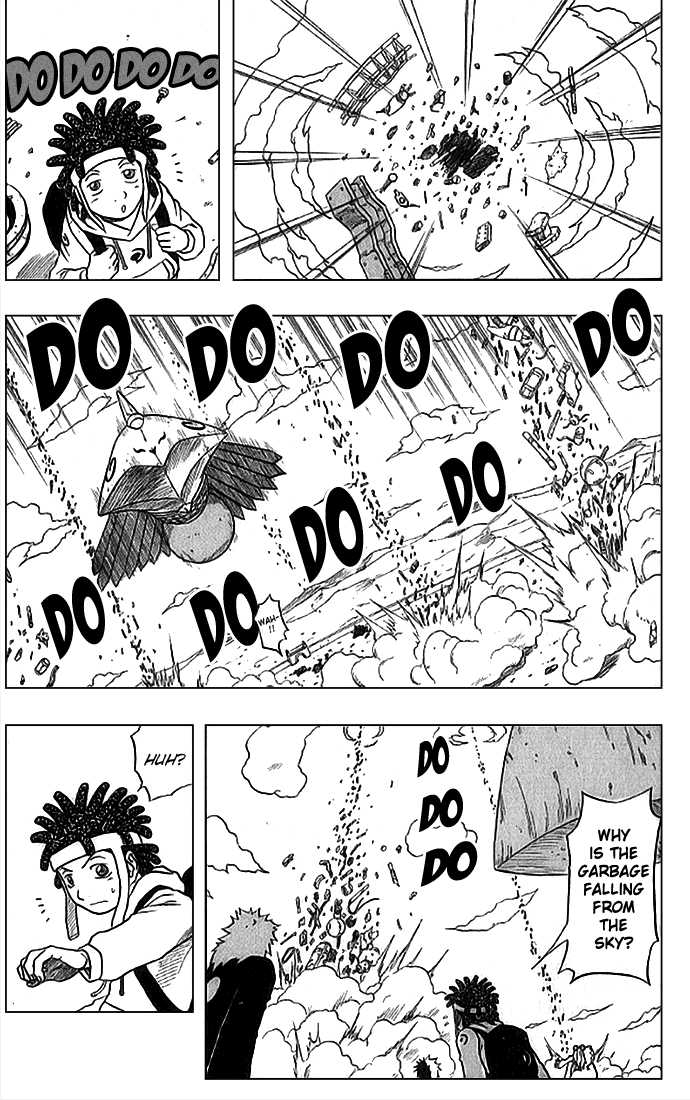 DO DO DO DO
DO
DO
DO
DO
DO
DO
DO
DO
WAH-
!!
WHY
IS THE
GARBAGE
FALLING
FROM
THE
SKY?
DO
DO
DO
HUH?